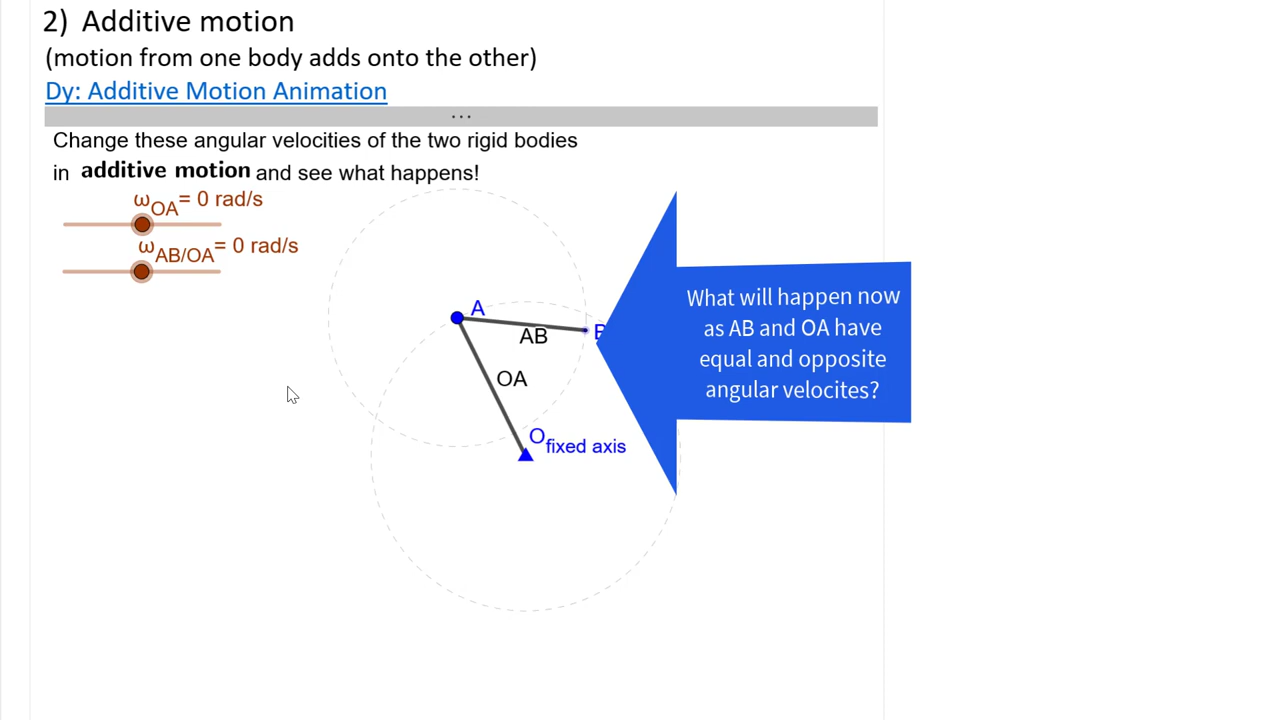 2) Additive motion
(motion from one body adds onto the other)
Dy: Additive Motion Animation
...
Change these angular velocities of the two rigid bodies
in additive motion and see what happens!
ωOA= 0 rad/s
ωAB/OA= 0 rad/s
A
AB
OA
O
fixed axis
What will happen now
as AB and OA have
equal and opposite
angular velocites?